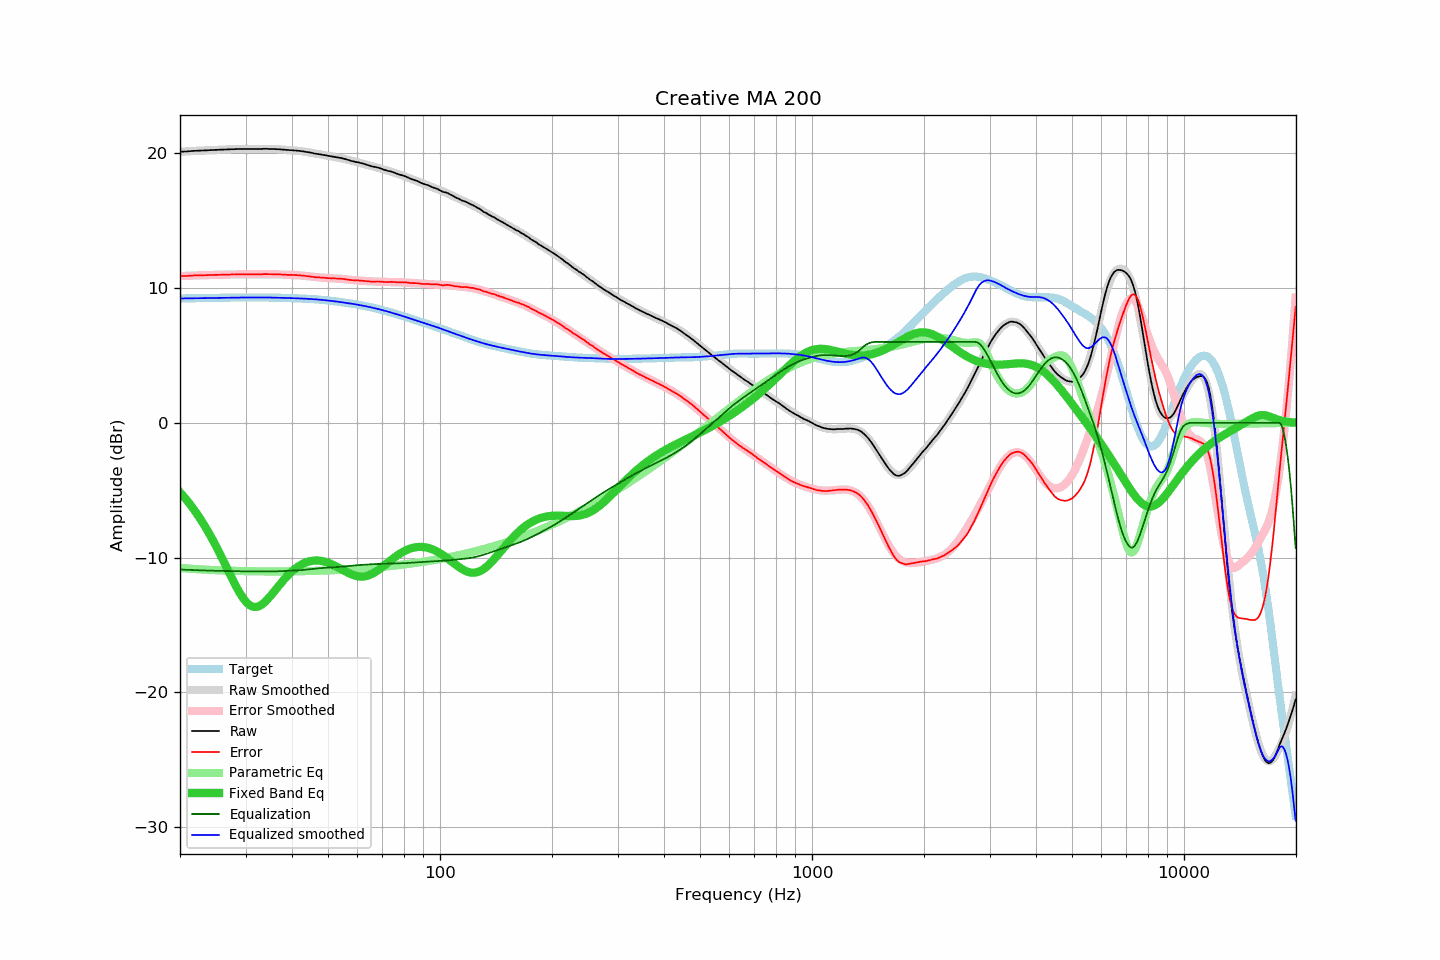 Creative MA 200
20
10
0
−10
−20
−30
Amplitude (dBr)
Target
Raw Smoothed
Error Smoothed
Raw
Error
Parametric Eq
Fixed Band Eq
Equalization
Equalized smoothed
100
1000
10000
Frequency (Hz)